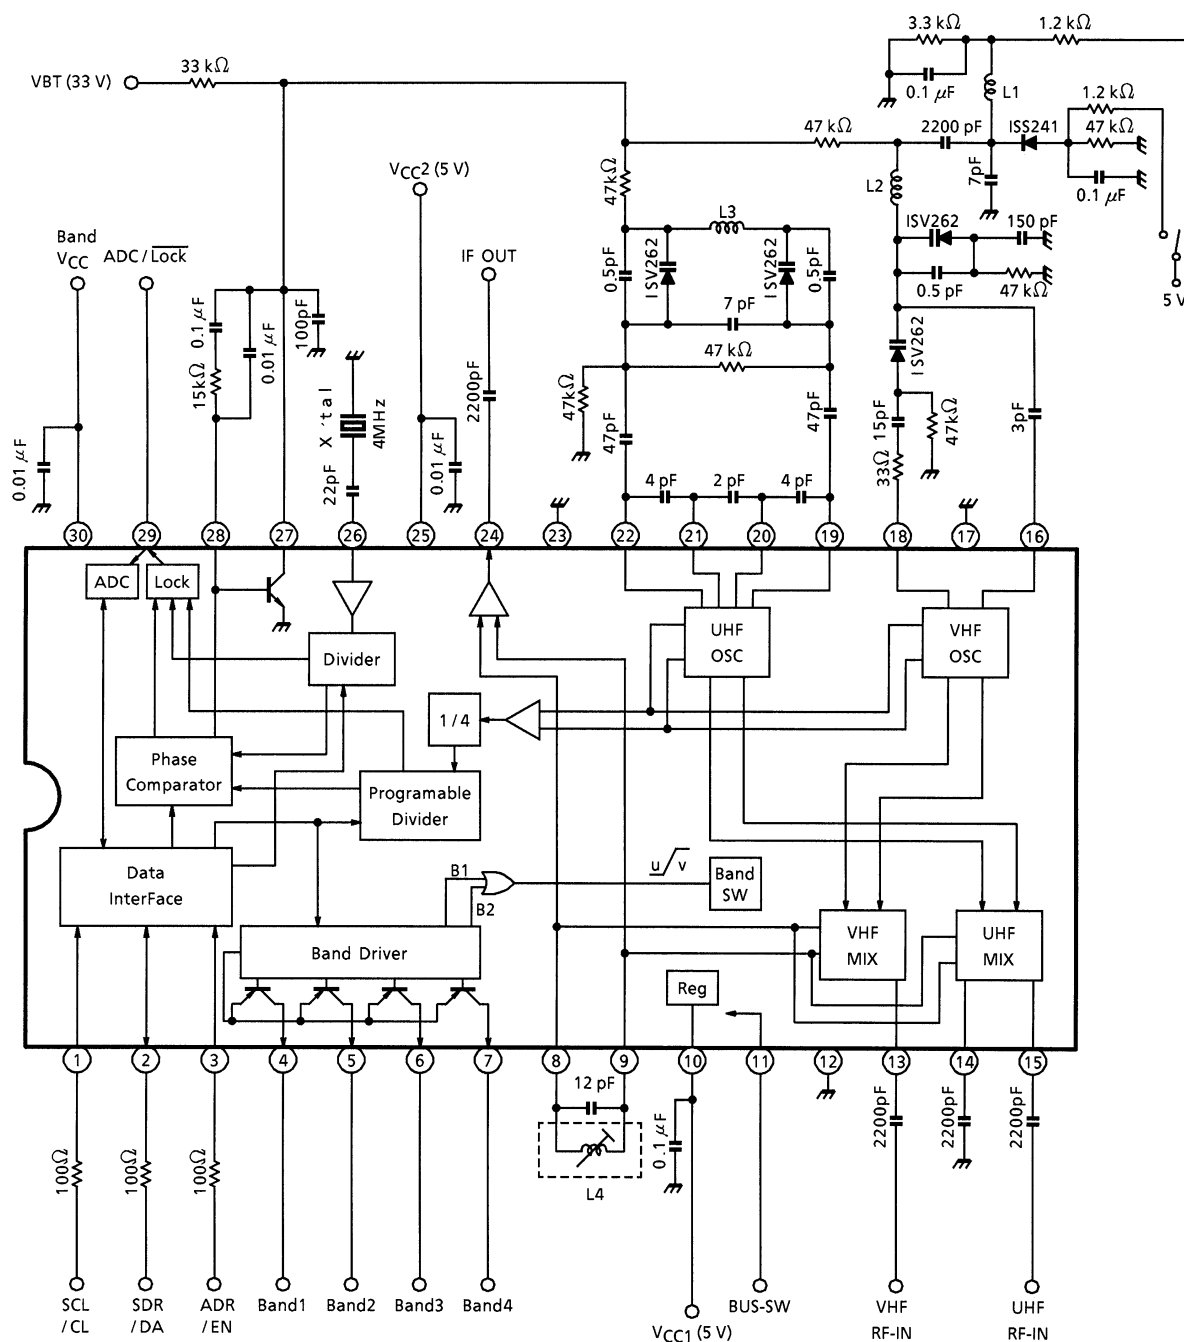 3.3 kΩ
1.2 kΩ
VBT (33 V)
33 kΩ
0.1 μF
L1
1.2 kΩ
47 kΩ
2200 pF
ISS241
47 kΩ
VCC2 (5 V)
47kΩ
L2
7pF
0.1 μF
L3
Band
VCC
ADC / Lock
IF OUT
ISV262
150 pF
0.5pF
ISV262
ISV262
0.5pF
0.5 pF
47 kΩ
5 V
0.1 μF
0.01 μF
100pF
7 pF
15kΩ
X'tal
4MHz
2200pF
47 kΩ
ISV262
47kΩ
47pF
47pF
15pF
47kΩ
3pF
0.01 μF
22pF
0.01 μF
4 pF
2 pF
4 pF
33Ω
30
29
28
27
26
25
24
23
22
21
20
19
18
17
16
ADC
Lock
Divider
UHF
OSC
VHF
OSC
1 / 4
Phase
Comparator
Programable
Divider
Data
InterFace
B1
B2
u
v
Band
SW
Band Driver
VHF
MIX
UHF
MIX
Reg
1
2
3
4
5
6
7
8
9
10
11
12
13
14
15
12 pF
100Ω
100Ω
100Ω
L4
0.1 μF
2200pF
2200pF
2200pF
SCL
/ CL
SDR
/ DA
ADR
/ EN
Band1
Band2
Band3
Band4
VCC1 (5 V)
BUS-SW
VHF
RF-IN
UHF
RF-IN